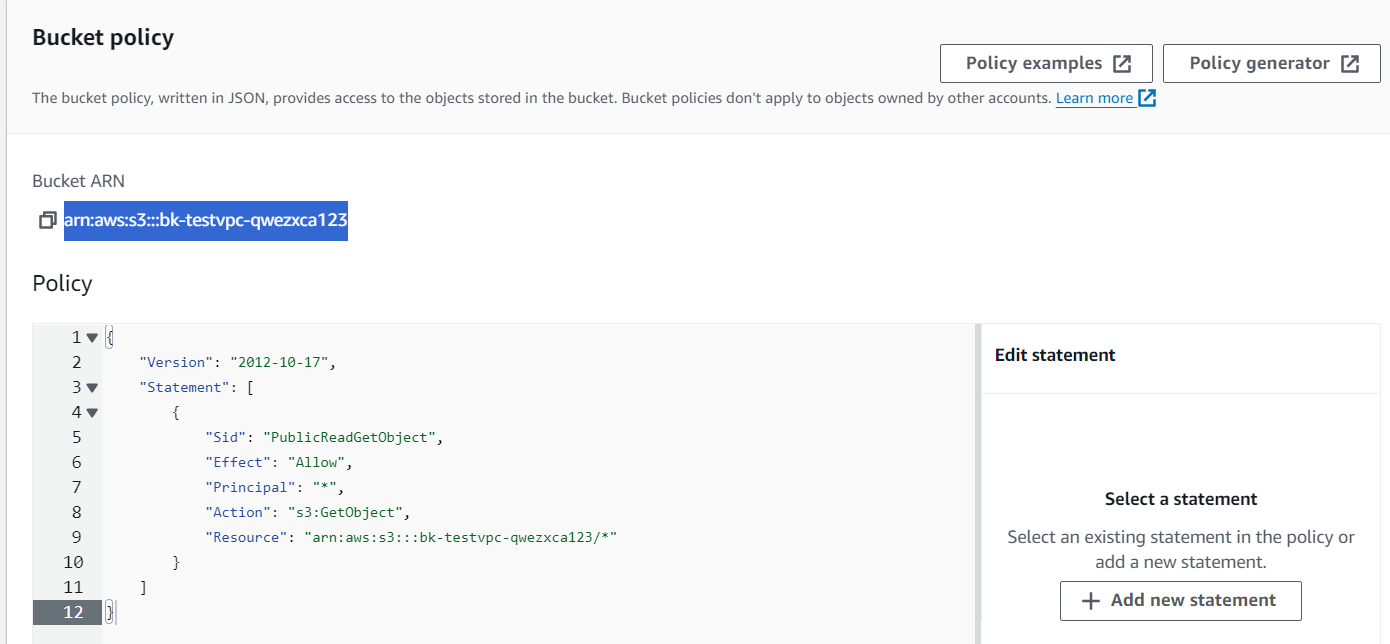 Bucket policy
Policy examples
Policy generator
The bucket policy, written in JSON, provides access to the objects stored in the bucket. Bucket policies don't apply to objects owned by other accounts. Learn more
Bucket ARN
arn:aws:s3:::bk-testvpc-qwezxca123
Policy
1 {
2 "Version": "2012-10-17",
3 "Statement": [
4 {
5 "Sid": "PublicReadGetObject",
6 "Effect": "Allow",
7 "Principal": "*",
8 "Action": "s3:GetObject",
9 "Resource": "arn:aws:s3:::bk-testvpc-qwezxca123/*"
10 }
11 ]
12 }
Edit statement
Select a statement
Select an existing statement in the policy or
add a new statement.
+ Add new statement